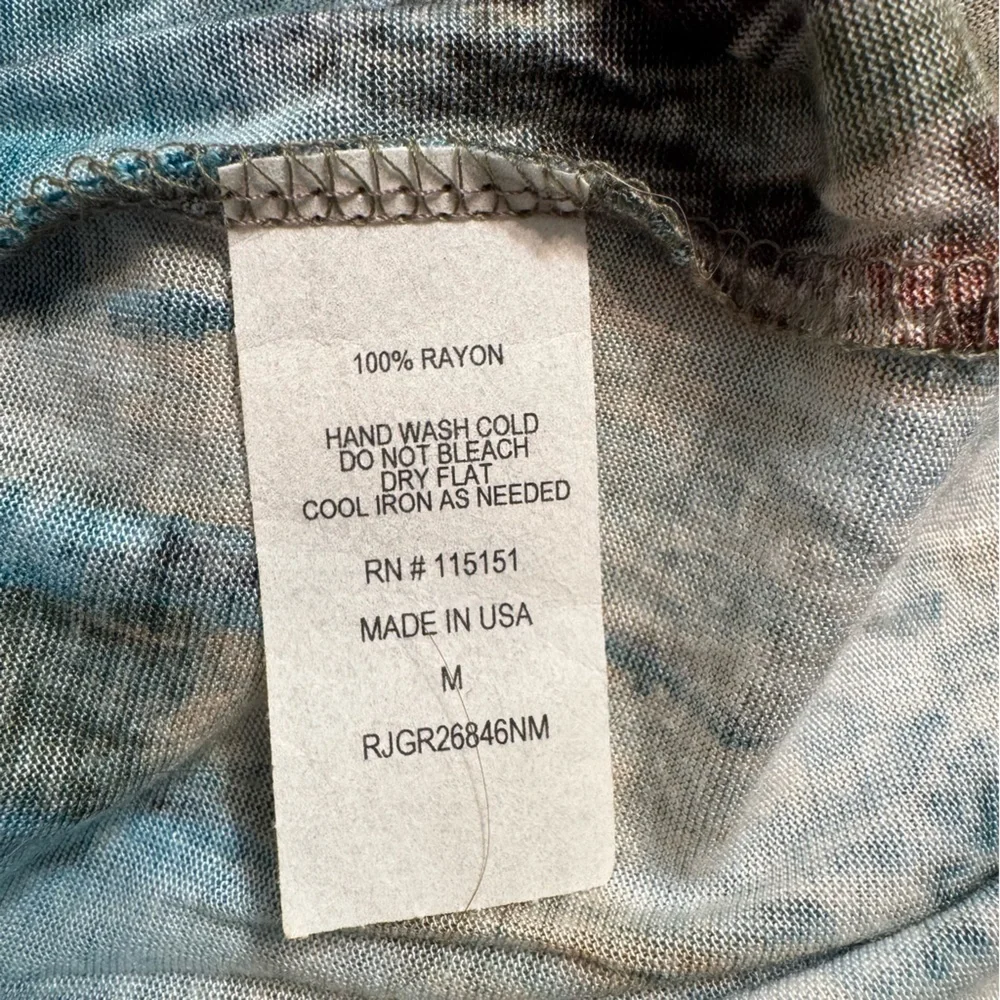 100% RAYON
HAND WASH COLD
DO NOT BLEACH
DRY FLAT
COOL IRON AS NEEDED
RN # 115151
MADE IN USA
M
RJGR26846NM